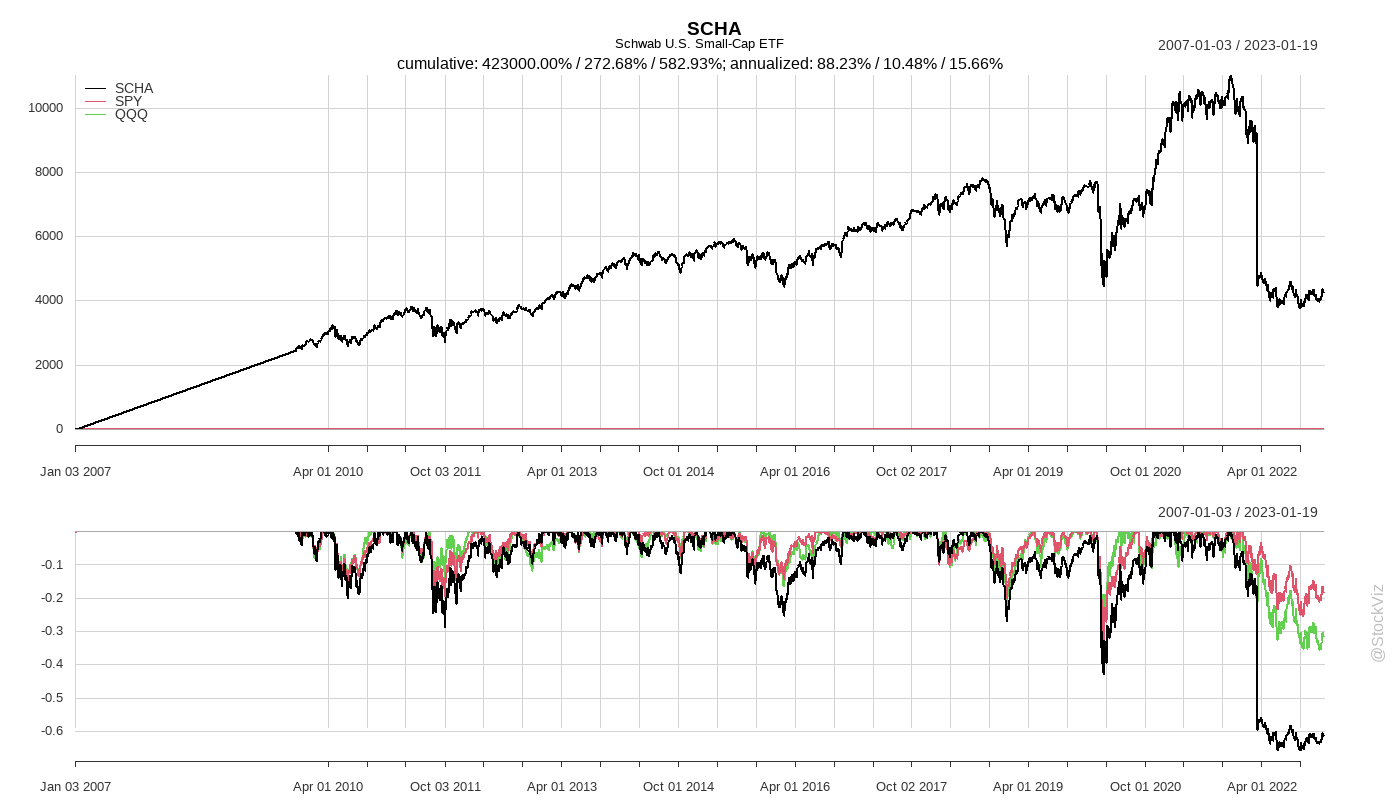 SCHA
Schwab U.S. Small-Cap ETF
2007-01-03 / 2023-01-19
cumulative: 423000.00% / 272.68% / 582.93%; annualized: 88.23% / 10.48% / 15.66%
SCHA
SPY
QQQ
10000
8000
6000
4000
2000
0
Jan 03 2007 Apr 01 2010 Oct 03 2011 Apr 01 2013 Oct 01 2014 Apr 01 2016 Oct 02 2017 Apr 01 2019 Oct 01 2020 Apr 01 2022
2007-01-03 / 2023-01-19
-0.1
-0.2
-0.3
-0.4
-0.5
-0.6
Jan 03 2007 Apr 01 2010 Oct 03 2011 Apr 01 2013 Oct 01 2014 Apr 01 2016 Oct 02 2017 Apr 01 2019 Oct 01 2020 Apr 01 2022
@StockViz